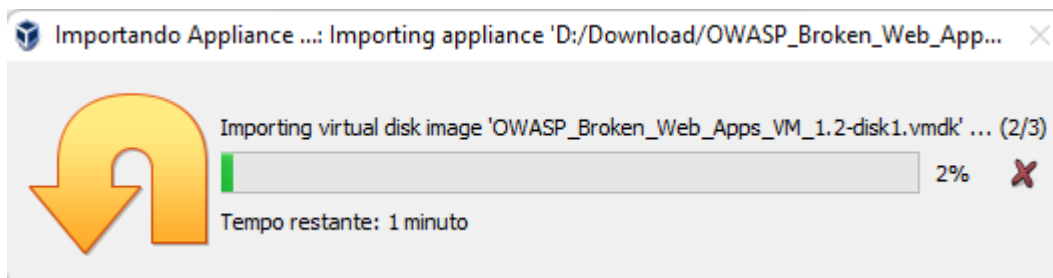 Importando Appliance ...: Importing appliance 'D:/Download/OWASP_Broken_Web_App...
Importing virtual disk image 'OWASP_Broken_Web_Apps_VM_1.2-disk1.vmdk' ... (2/3)
2%
Tempo restante: 1 minuto